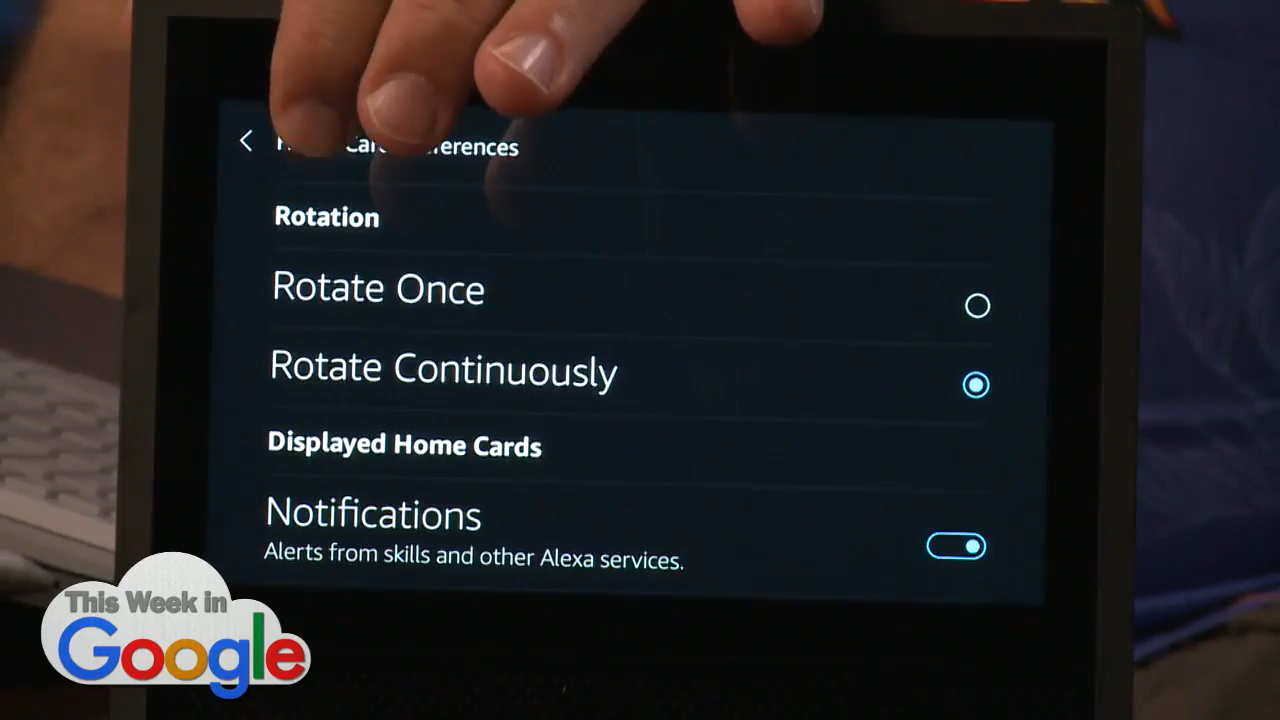 erences
Rotation
Rotate Once
Rotate Continuously
Displayed Home Cards
Notifications
Alerts from skills and other Alexa services.
This Week in
Google